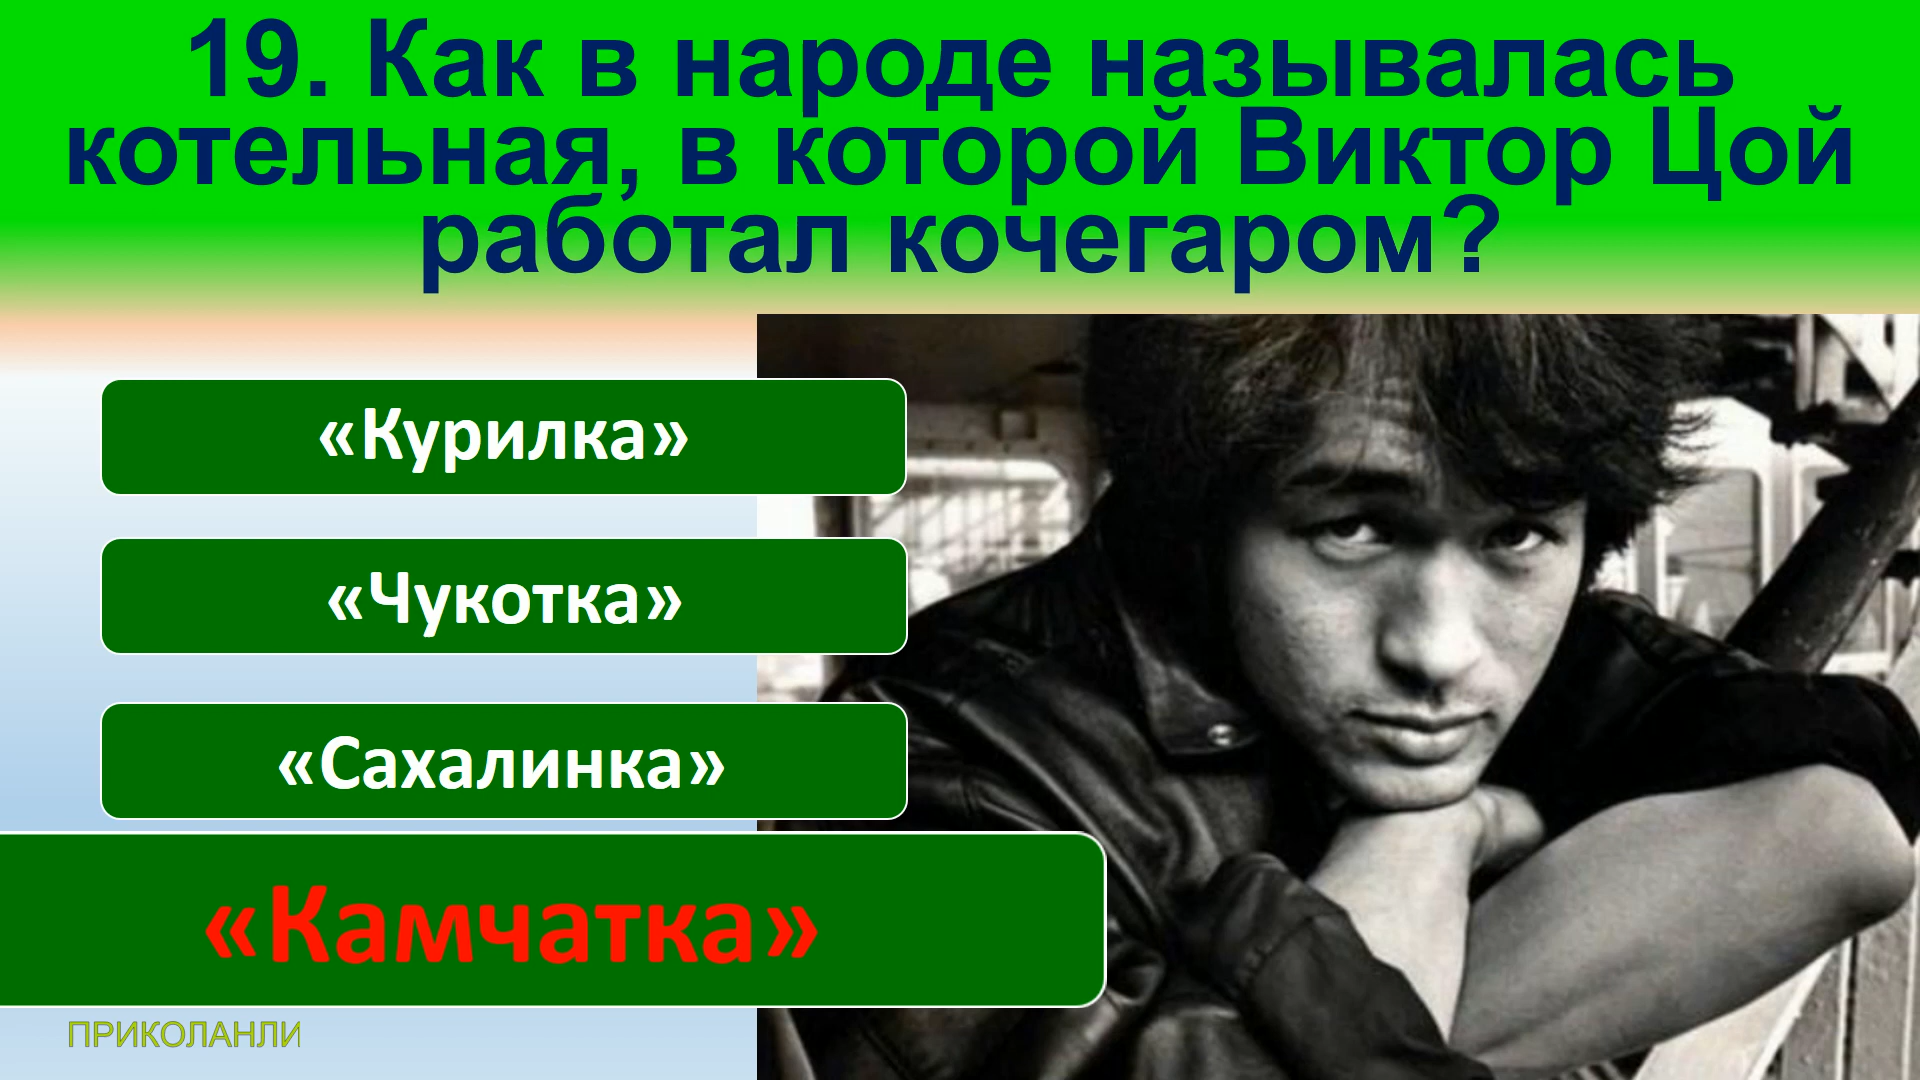 19. Как в народе называлась
котельная, в которой Виктор Цой
работал кочегаром?
«Курилка»
«Чукотка»
«Сахалинка»
«Камчатка»
ПРИКОЛАНЛИ